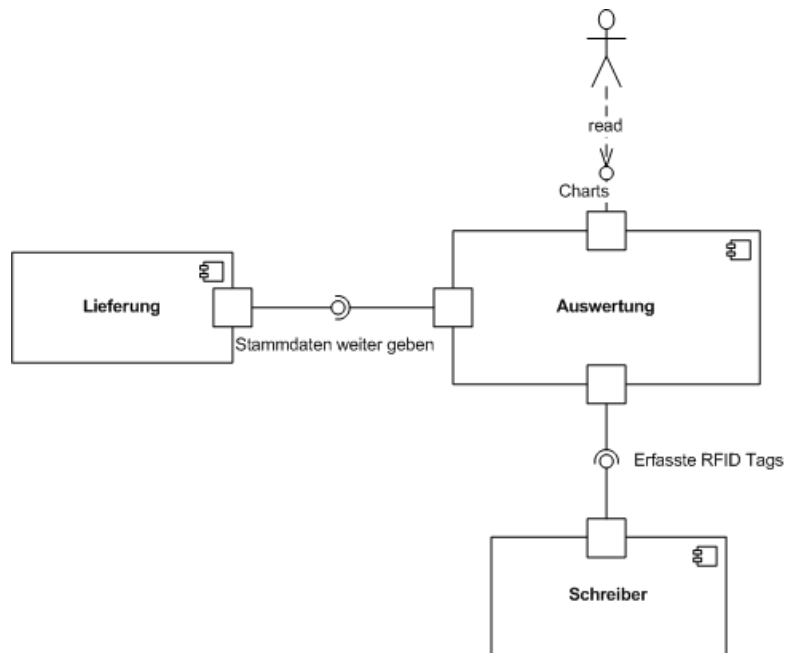 read
Charts
Lieferung
Auswertung
Stammdaten weiter geben
Erfasste RFID Tags
Schreiber